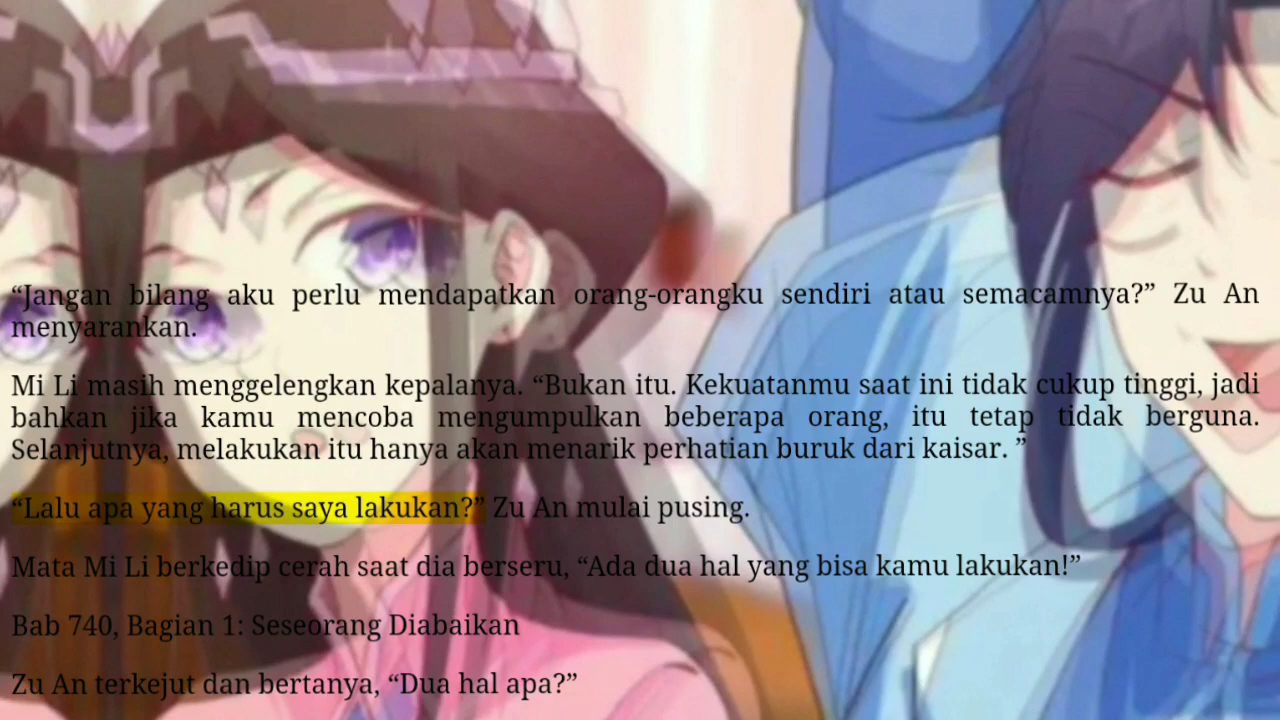 “Jangan bilang aku perlu mendapatkan orang-orangku sendiri atau semacamnya?” Zu An
menyarankan.
Mi Li masih menggelengkan kepalanya. “Bukan itu. Kekuatanmu saat ini tidak cukup tinggi, jadi
bahkan jika kamu mencoba mengumpulkan beberapa orang, itu tetap tidak berguna.
Selanjutnya, melakukan itu hanya akan menarik perhatian buruk dari kaisar. ”
“Lalu apa yang harus saya lakukan?” Zu An mulai pusing.
Mata Mi Li berkedip cerah saat dia berseru, “Ada dua hal yang bisa kamu lakukan!”
Bab 740, Bagian 1: Seseorang Diabaikan
Zu An terkejut dan bertanya, “Dua hal apa?”